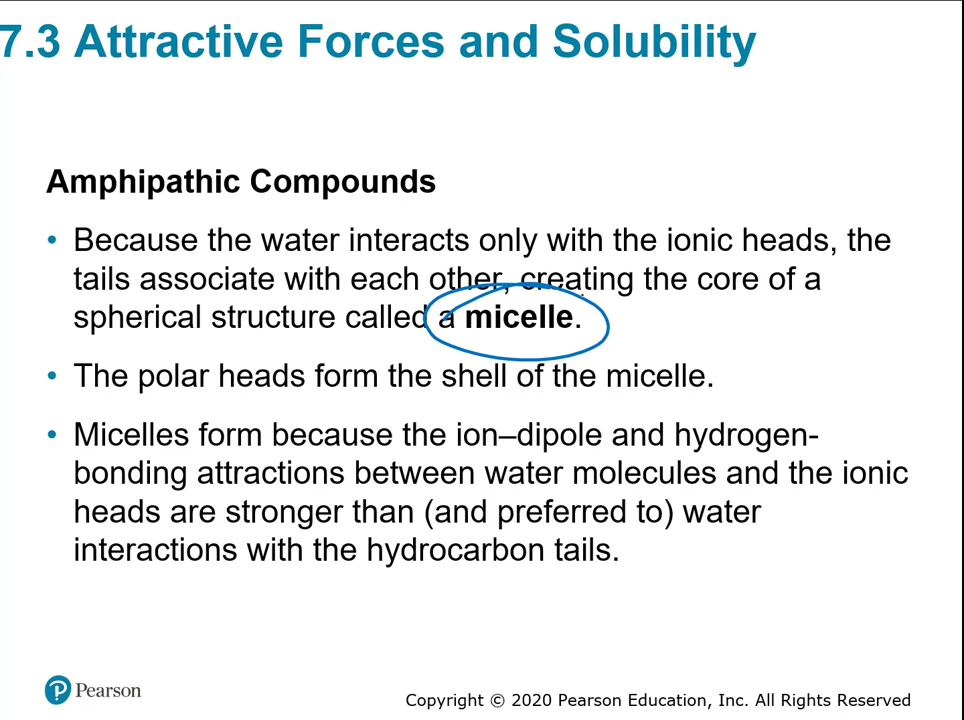 7.3 Attractive Forces and Solubility
Amphipathic Compounds
• Because the water interacts only with the ionic heads, the
tails associate with each other, creating the core of a
spherical structure called a micelle.
• The polar heads form the shell of the micelle.
• Micelles form because the ion–dipole and hydrogen-
bonding attractions between water molecules and the ionic
heads are stronger than (and preferred to) water
interactions with the hydrocarbon tails.
P Pearson
Copyright © 2020 Pearson Education, Inc. All Rights Reserved